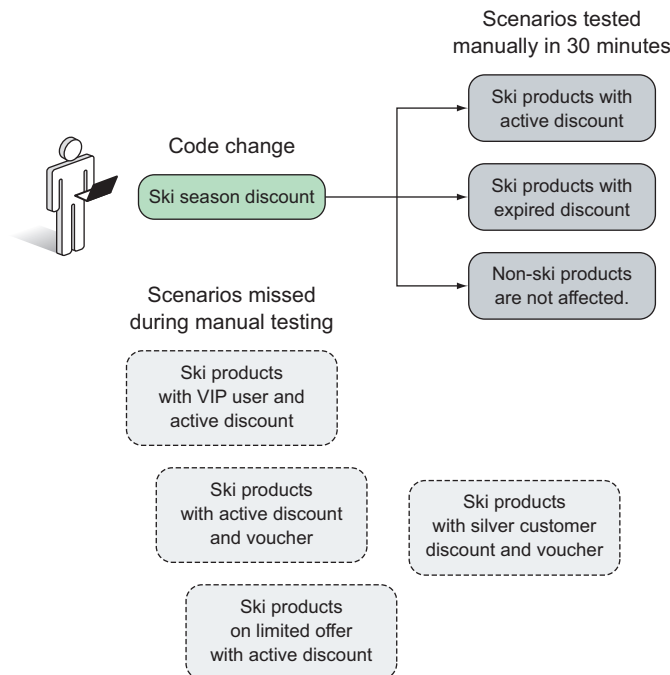 Scenarios tested
manually in 30 minutes
Ski products with
active discount
Code change
Ski season discount
Ski products with
expired discount
Non-ski products
are not affected.
Scenarios missed
during manual testing
Ski products
with VIP user and
active discount
Ski products
with active discount
and voucher
Ski products
with silver customer
discount and voucher
Ski products
on limited offer
with active discount